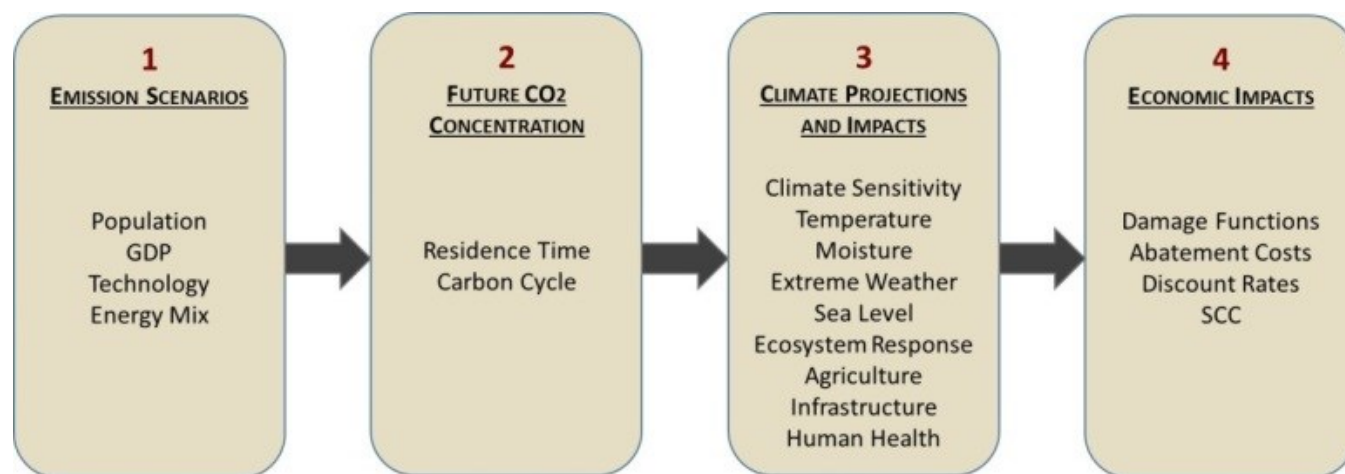 1
EMISSION SCENARIOS
Population
GDP
Technology
Energy Mix
2
FUTURE CO2
CONCENTRATION
Residence Time
Carbon Cycle
3
CLIMATE PROJECTIONS
AND IMPACTS
Climate Sensitivity
Temperature
Moisture
Extreme Weather
Sea Level
Ecosystem Response
Agriculture
Infrastructure
Human Health
4
ECONOMIC IMPACTS
Damage Functions
Abatement Costs
Discount Rates
SCC